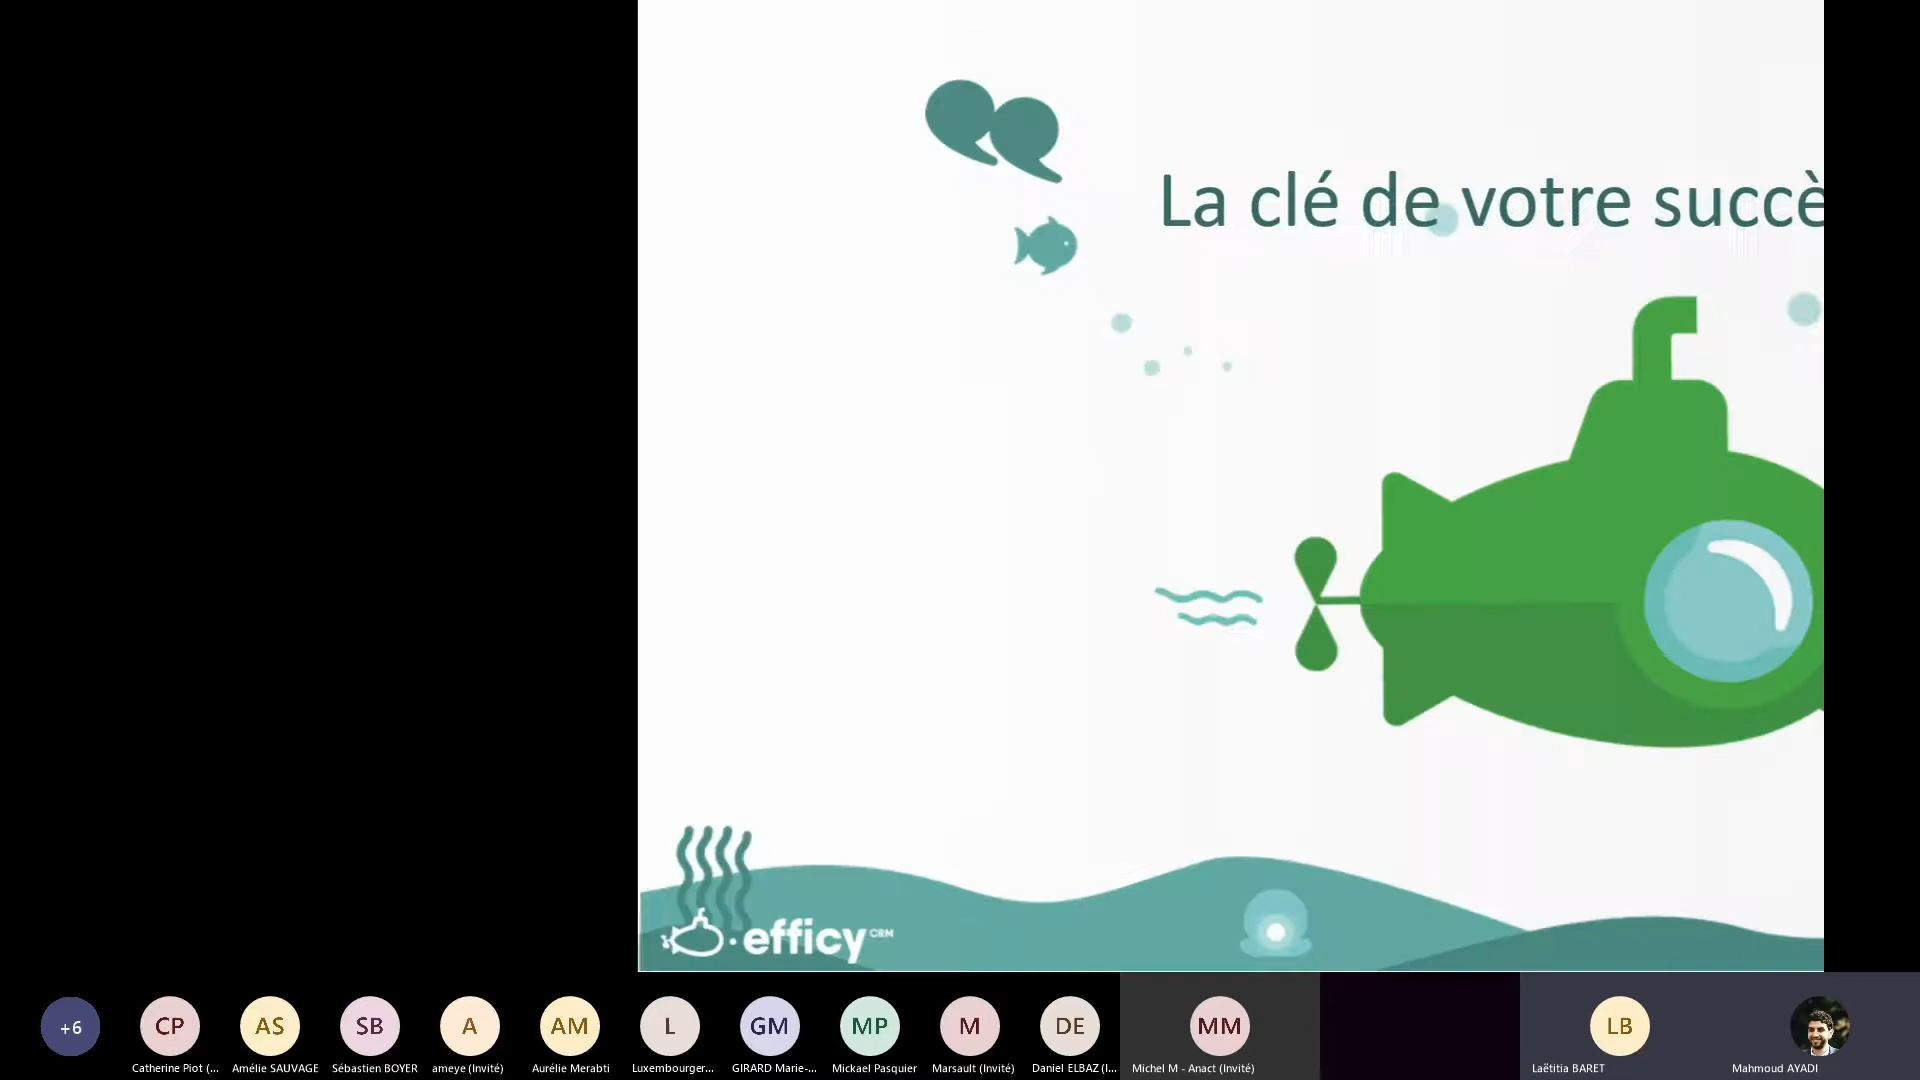 La clé de votre succè
efficy CRM
+6
CP
AS
SB
A
AM
L
GM
MP
M
DE
MM
LB
Catherine Piot (...
Amélie SAUVAGE
Sébastien BOYER
ameye (Invité)
Aurélie Merabti
Luxembourger...
GIRARD Marie-...
Mickael Pasquier
Marsault (Invité)
Daniel ELBAZ (I...
Michel M - Anact (Invité)
Laëtitia BARET
Mahmoud AYADI